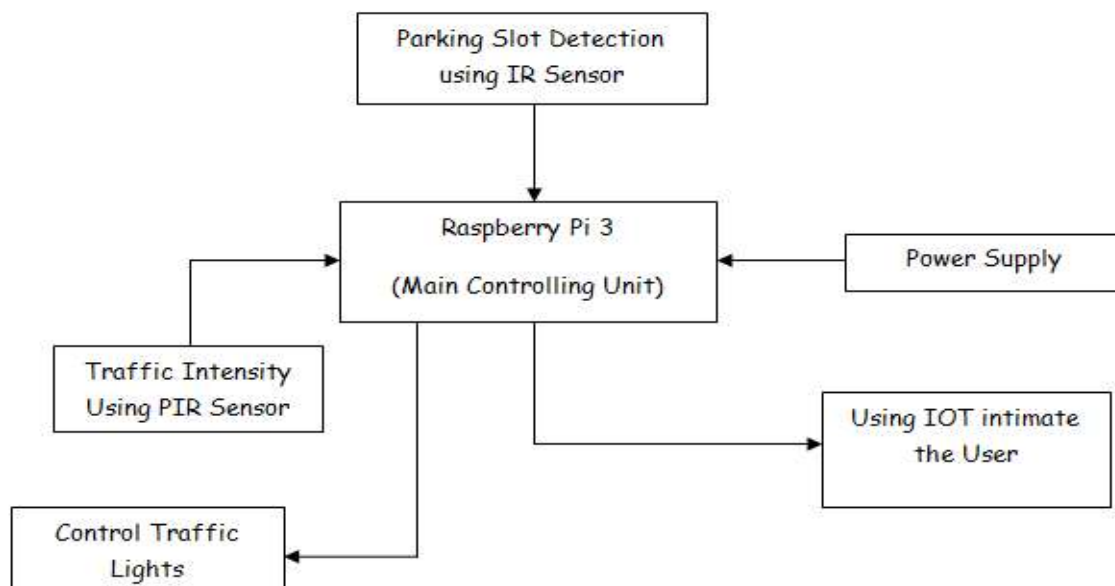 Parking Slot Detection
using IR Sensor
Raspberry Pi 3
(Main Controlling Unit)
Power Supply
Traffic Intensity
Using PIR Sensor
Using IOT intimate
the User
Control Traffic
Lights